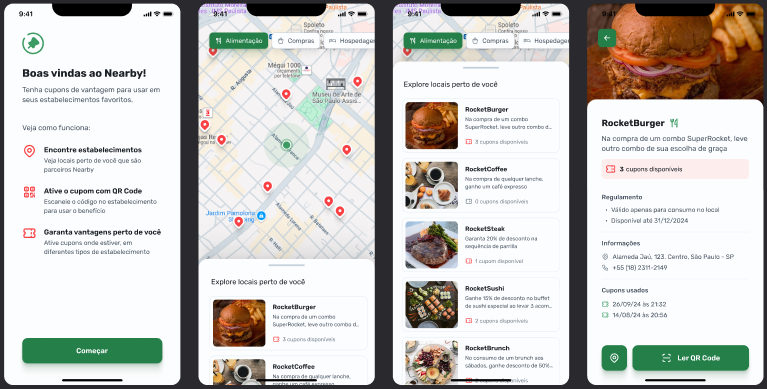 9:41
Boas vindas ao Nearby!
Tenha cupons de vantagem para usar em
seus estabelecimentos favoritos.
Veja como funciona:
Encontre estabelecimentos
Veja locais perto de você que são
parceiros Nearby
Ative o cupom com QR Code
Escaneie o código no estabelecimento
para usar o benefício
Garanta vantagens perto de você
Ative cupons onde estiver, em
diferentes tipos de estabelecimento
Começar
9:41
Spoleto
Alimentação
Compras
Hospedagem
Mégui 1000
Museu de Arte de
São Paulo Assis...
R. Augusta
Jardim Pamplona
Explore locais perto de você
RocketBurger
Na compra de um combo
SuperRocket, leve outro combo d...
3 cupons disponíveis
RocketCoffee
Na compra de qualquer lanche,
9:41
Spoleto
Alimentação
Compras
Hospedagem
Explore locais perto de você
RocketBurger
Na compra de um combo
SuperRocket, leve outro combo d...
3 cupons disponíveis
RocketCoffee
Na compra de qualquer lanche,
ganhe um café expresso
0 cupons disponíveis
RocketSteak
Garanta 20% de desconto na
sequência de parrilla
1 cupom disponível
RocketSushi
Ganhe 15% de desconto no buffet
de sushi especial ao levar 3 acom...
2 cupons disponíveis
RocketBrunch
No consumo de um brunch aos
sábados, ganhe desconto de 50%...
9:41
RocketBurger
Na compra de um combo SuperRocket, leve
outro combo de sua escolha de graça
3 cupons disponíveis
Regulamento
• Válido apenas para consumo no local
• Disponível até 31/12/2024
Informações
Alameda Jaú, 123. Centro, São Paulo - SP
+55 (18) 2311-2149
Cupons usados
26/09/24 às 21:32
14/08/24 às 20:56
Ler QR Code